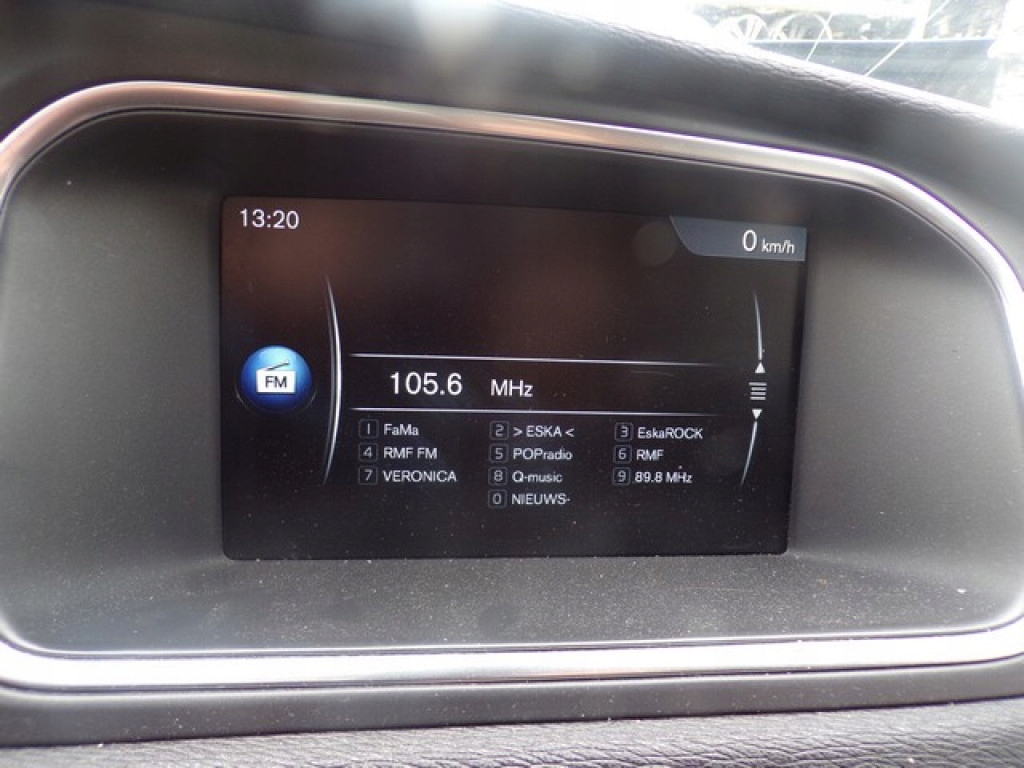 13:20
0 km/h
FM
105.6 MHz
1 FaMa 2 > ESKA < 3 EskaROCK
4 RMF FM 5 POPradio 6 RMF
7 VERONICA 8 Q-music 9 89.8 MHz
0 NIEUWS-